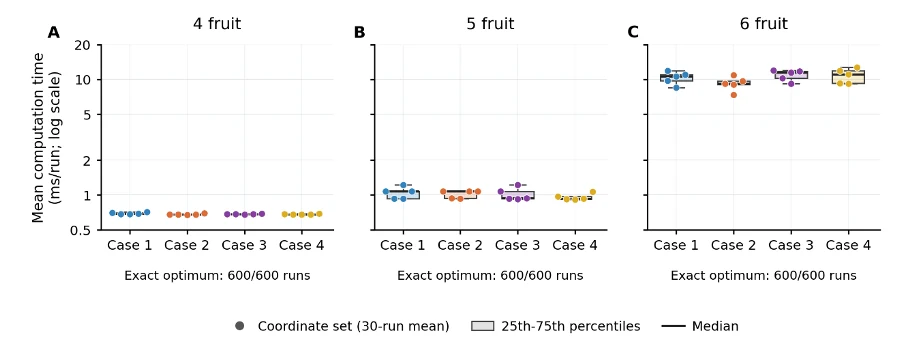 A
4 fruit
B
5 fruit
C
6 fruit
Mean computation time
(ms/run; log scale)
20
10
5
2
1
0.5
Case 1 Case 2 Case 3 Case 4
Case 1 Case 2 Case 3 Case 4
Case 1 Case 2 Case 3 Case 4
Exact optimum: 600/600 runs
Exact optimum: 600/600 runs
Exact optimum: 600/600 runs
Coordinate set (30-run mean)
25th-75th percentiles
Median